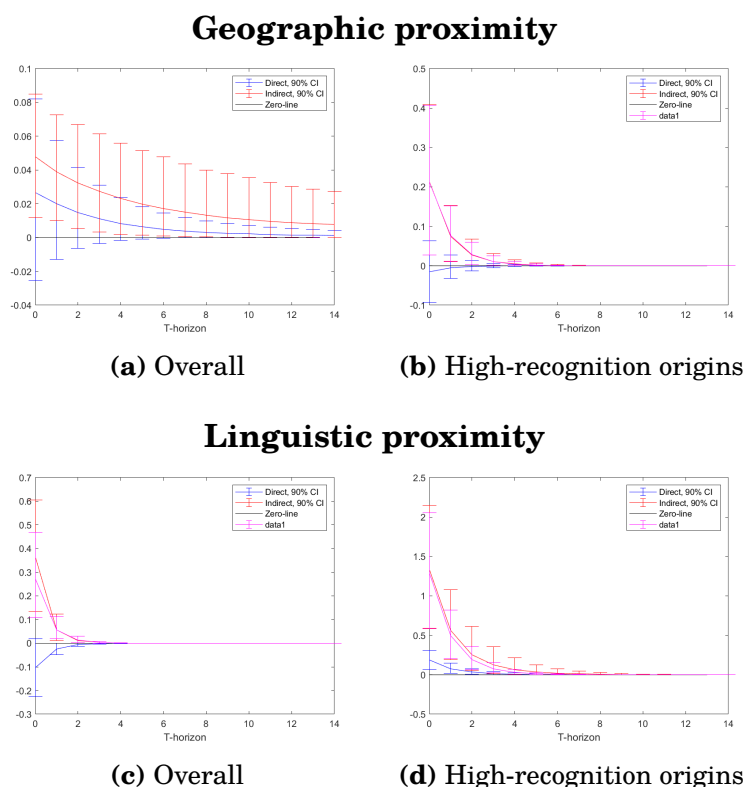 Geographic proximity
0.1
0.08
0.06
0.04
0.02
0
-0.02
-0.04
0 2 4 6 8 10 12 14
T-horizon
Direct, 90% CI
Indirect, 90% CI
Zero-line
(a) Overall
0.5
0.4
0.3
0.2
0.1
0
-0.1
0 2 4 6 8 10 12 14
T-horizon
Direct, 90% CI
Indirect, 90% CI
Zero-line
data1
(b) High-recognition origins
Linguistic proximity
0.7
0.6
0.5
0.4
0.3
0.2
0.1
0
-0.1
-0.2
-0.3
0 2 4 6 8 10 12 14
T-horizon
Direct, 90% CI
Indirect, 90% CI
Zero-line
data1
(c) Overall
2.5
2
1.5
1
0.5
0
-0.5
0 2 4 6 8 10 12 14
T-horizon
Direct, 90% CI
Indirect, 90% CI
Zero-line
data1
(d) High-recognition origins